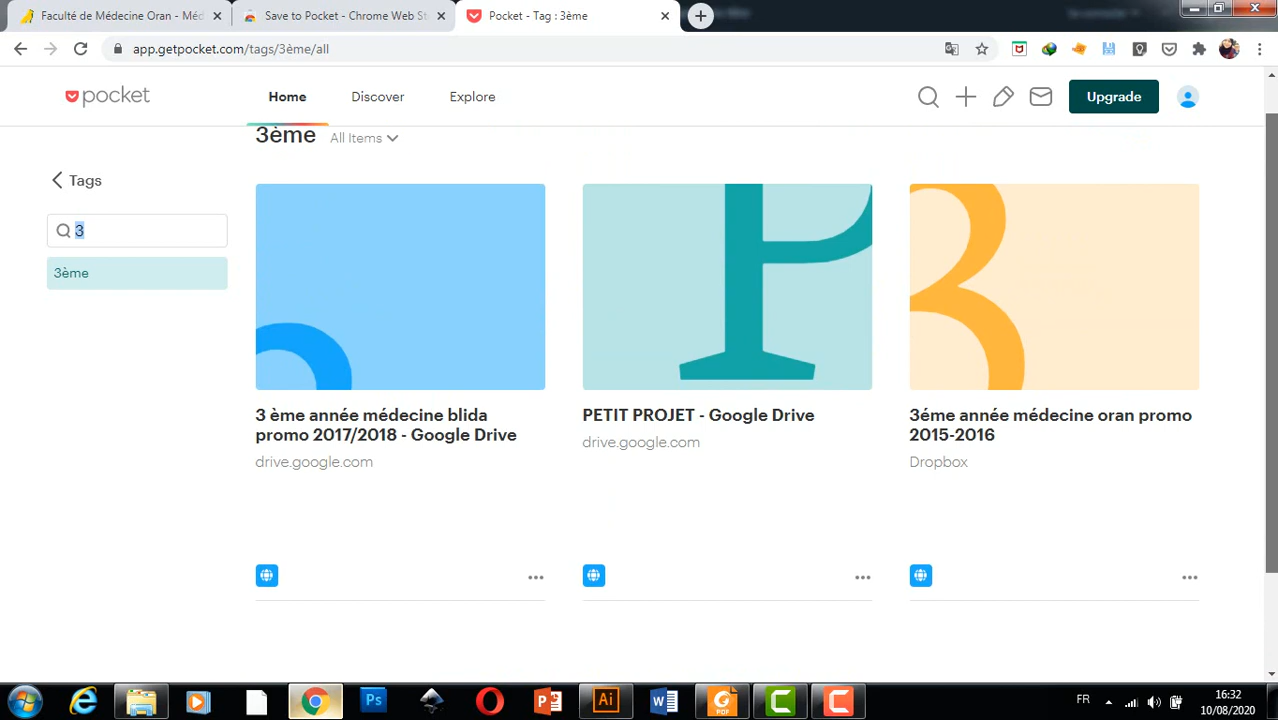 Faculté de Médecine Oran - Méd
Save to Pocket - Chrome Web St
Pocket - Tag : 3ème
app.getpocket.com/tags/3ème/all
pocket
Home
Discover
Explore
Upgrade
3ème
All Items
Tags
3
3ème
3 ème année médecine blida
promo 2017/2018 - Google Drive
drive.google.com
PETIT PROJET - Google Drive
drive.google.com
3éme année médecine oran promo
2015-2016
Dropbox
FR
16:32
10/08/2020